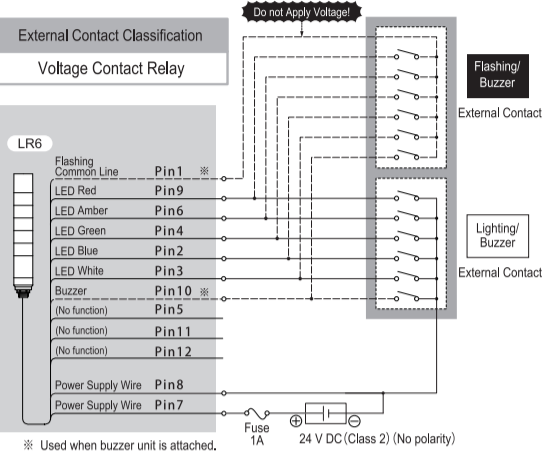 Do not Apply Voltage!
External Contact Classification
Voltage Contact Relay
Flashing/
Buzzer
External Contact
LR6
Flashing
Common Line Pin1 ※
LED Red Pin9
LED Amber Pin6
LED Green Pin4
LED Blue Pin2
LED White Pin3
Buzzer Pin10 ※
(No function) Pin5
(No function) Pin11
(No function) Pin12
Power Supply Wire Pin8
Power Supply Wire Pin7
Lighting/
Buzzer
External Contact
Fuse
1A
⊕ ⊖
24 V DC (Class 2) (No polarity)
※ Used when buzzer unit is attached.